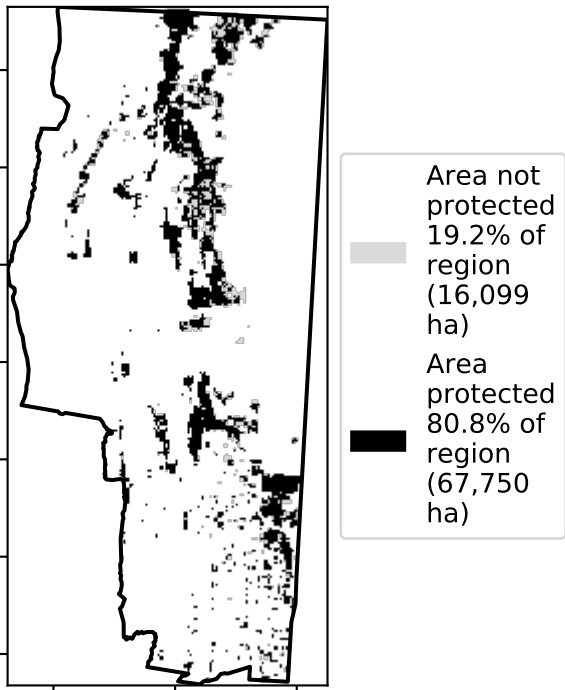 Area not
protected
19.2% of
region
(16,099
ha)
Area
protected
80.8% of
region
(67,750
ha)